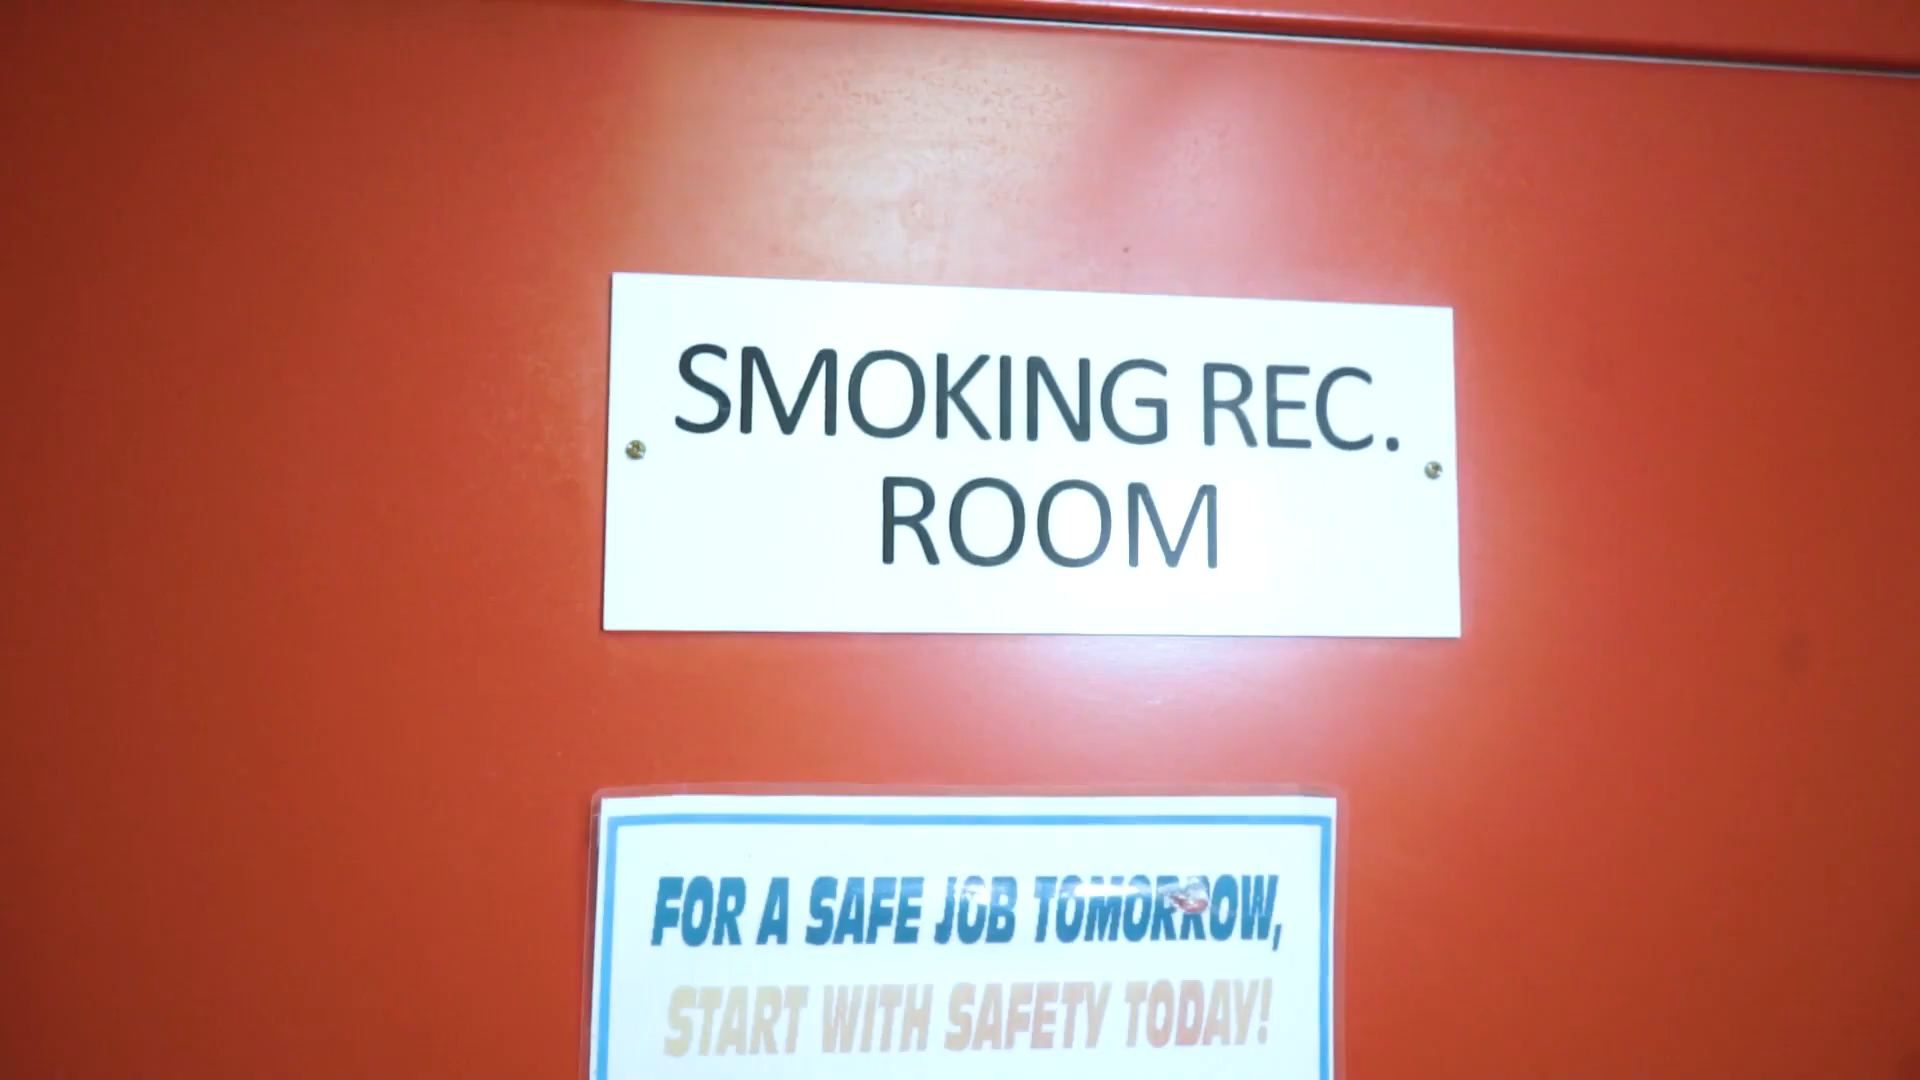 SMOKING REC.
ROOM
FOR A SAFE JOB TOMORROW,
START WITH SAFETY TODAY!